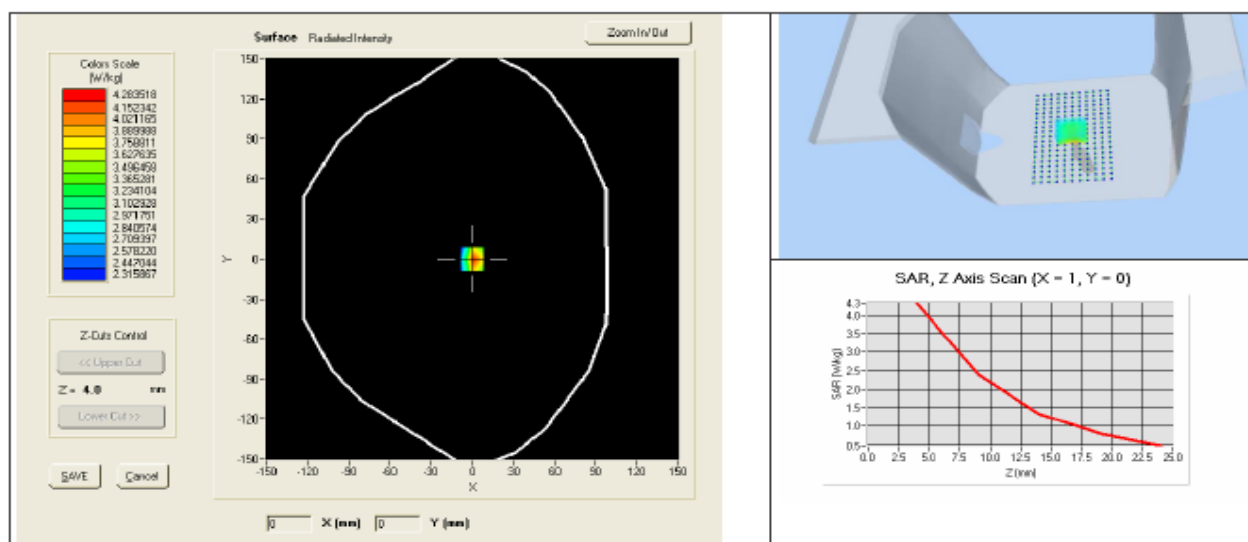 Surface Radiated Intensity
Zoom In/Out
Colors Scale
(W/kg)
4.283518
4.152342
4.021165
3.889988
3.758811
3.627635
3.496458
3.365281
3.234104
3.102928
2.971751
2.840574
2.709397
2.578220
2.447044
2.315867
Z-Cuts Control
<< Upper Cut
Z = 4.0 mm
Lower Cut >>
SAVE Cancel
150
120
90
60
30
0
-30
-60
-90
-120
-150
Y
-150 -120 -90 -60 -30 0 30 60 90 120 150
X
0 X (mm) 0 Y (mm)
SAR, Z Axis Scan (X = 1, Y = 0)
4.3
4.0
3.5
3.0
2.5
2.0
1.5
1.0
0.5
SAR (W/kg)
0.0 2.5 5.0 7.5 10.0 12.5 15.0 17.5 20.0 22.5 25.0
Z (mm)